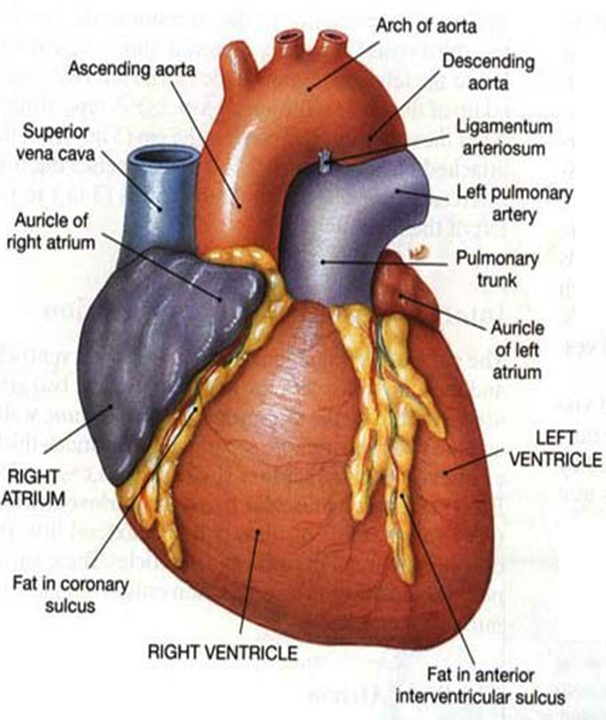 Arch of aorta
Ascending aorta
Descending
aorta
Superior
vena cava
Ligamentum
arteriosum
Left pulmonary
artery
Auricle of
right atrium
Pulmonary
trunk
Auricle
of left
atrium
LEFT
VENTRICLE
RIGHT
ATRIUM
Fat in coronary
sulcus
RIGHT VENTRICLE
Fat in anterior
interventricular sulcus